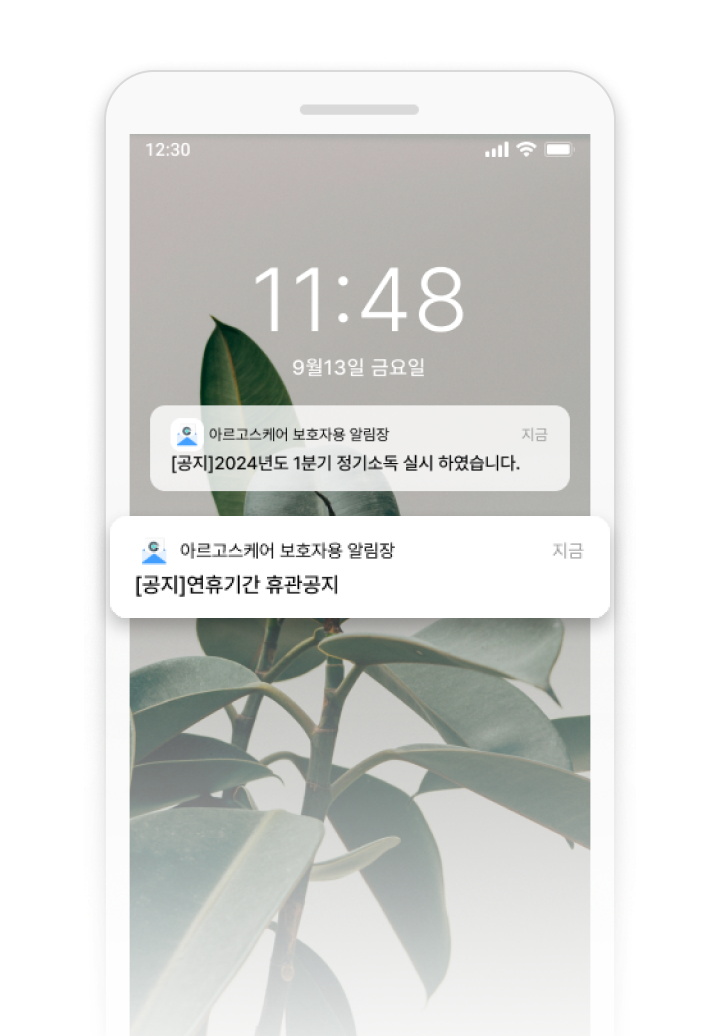 12:30
11:48
9월13일 금요일
아르고스케어 보호자용 알림장 지금
[공지]2024년도 1분기 정기소독 실시 하였습니다.
아르고스케어 보호자용 알림장 지금
[공지]연휴기간 휴관공지